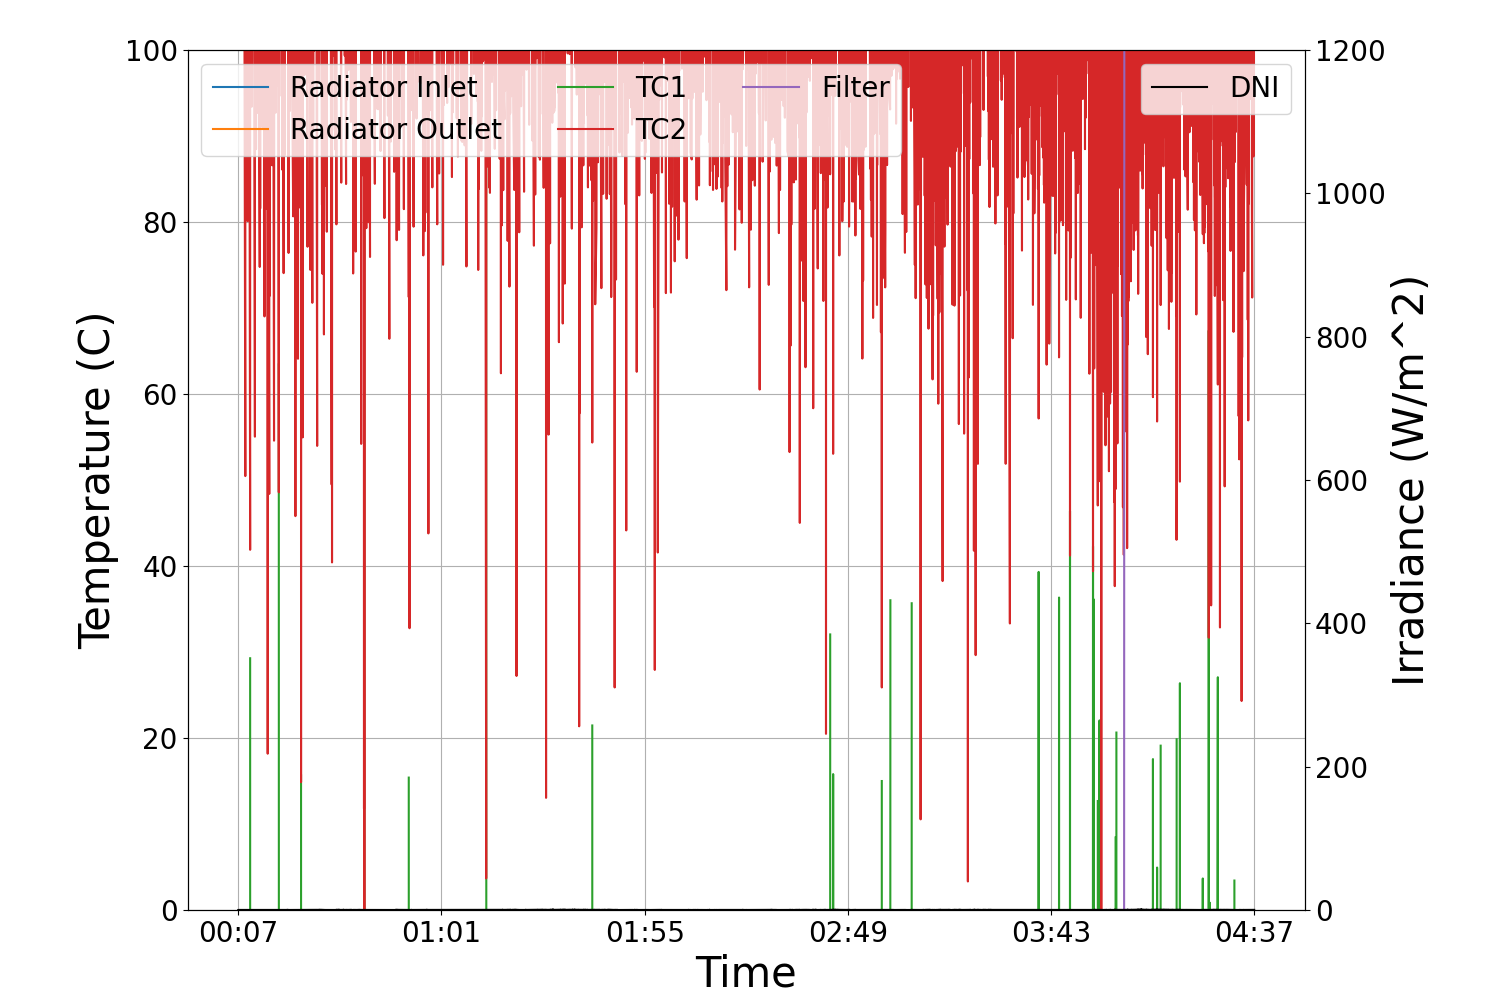 100
80
60
40
20
0
Temperature (C)
Radiator Inlet
Radiator Outlet
TC1
TC2
Filter
DNI
1200
1000
800
600
400
200
0
Irradiance (W/m^2)
00:07
01:01
01:55
02:49
03:43
04:37
Time